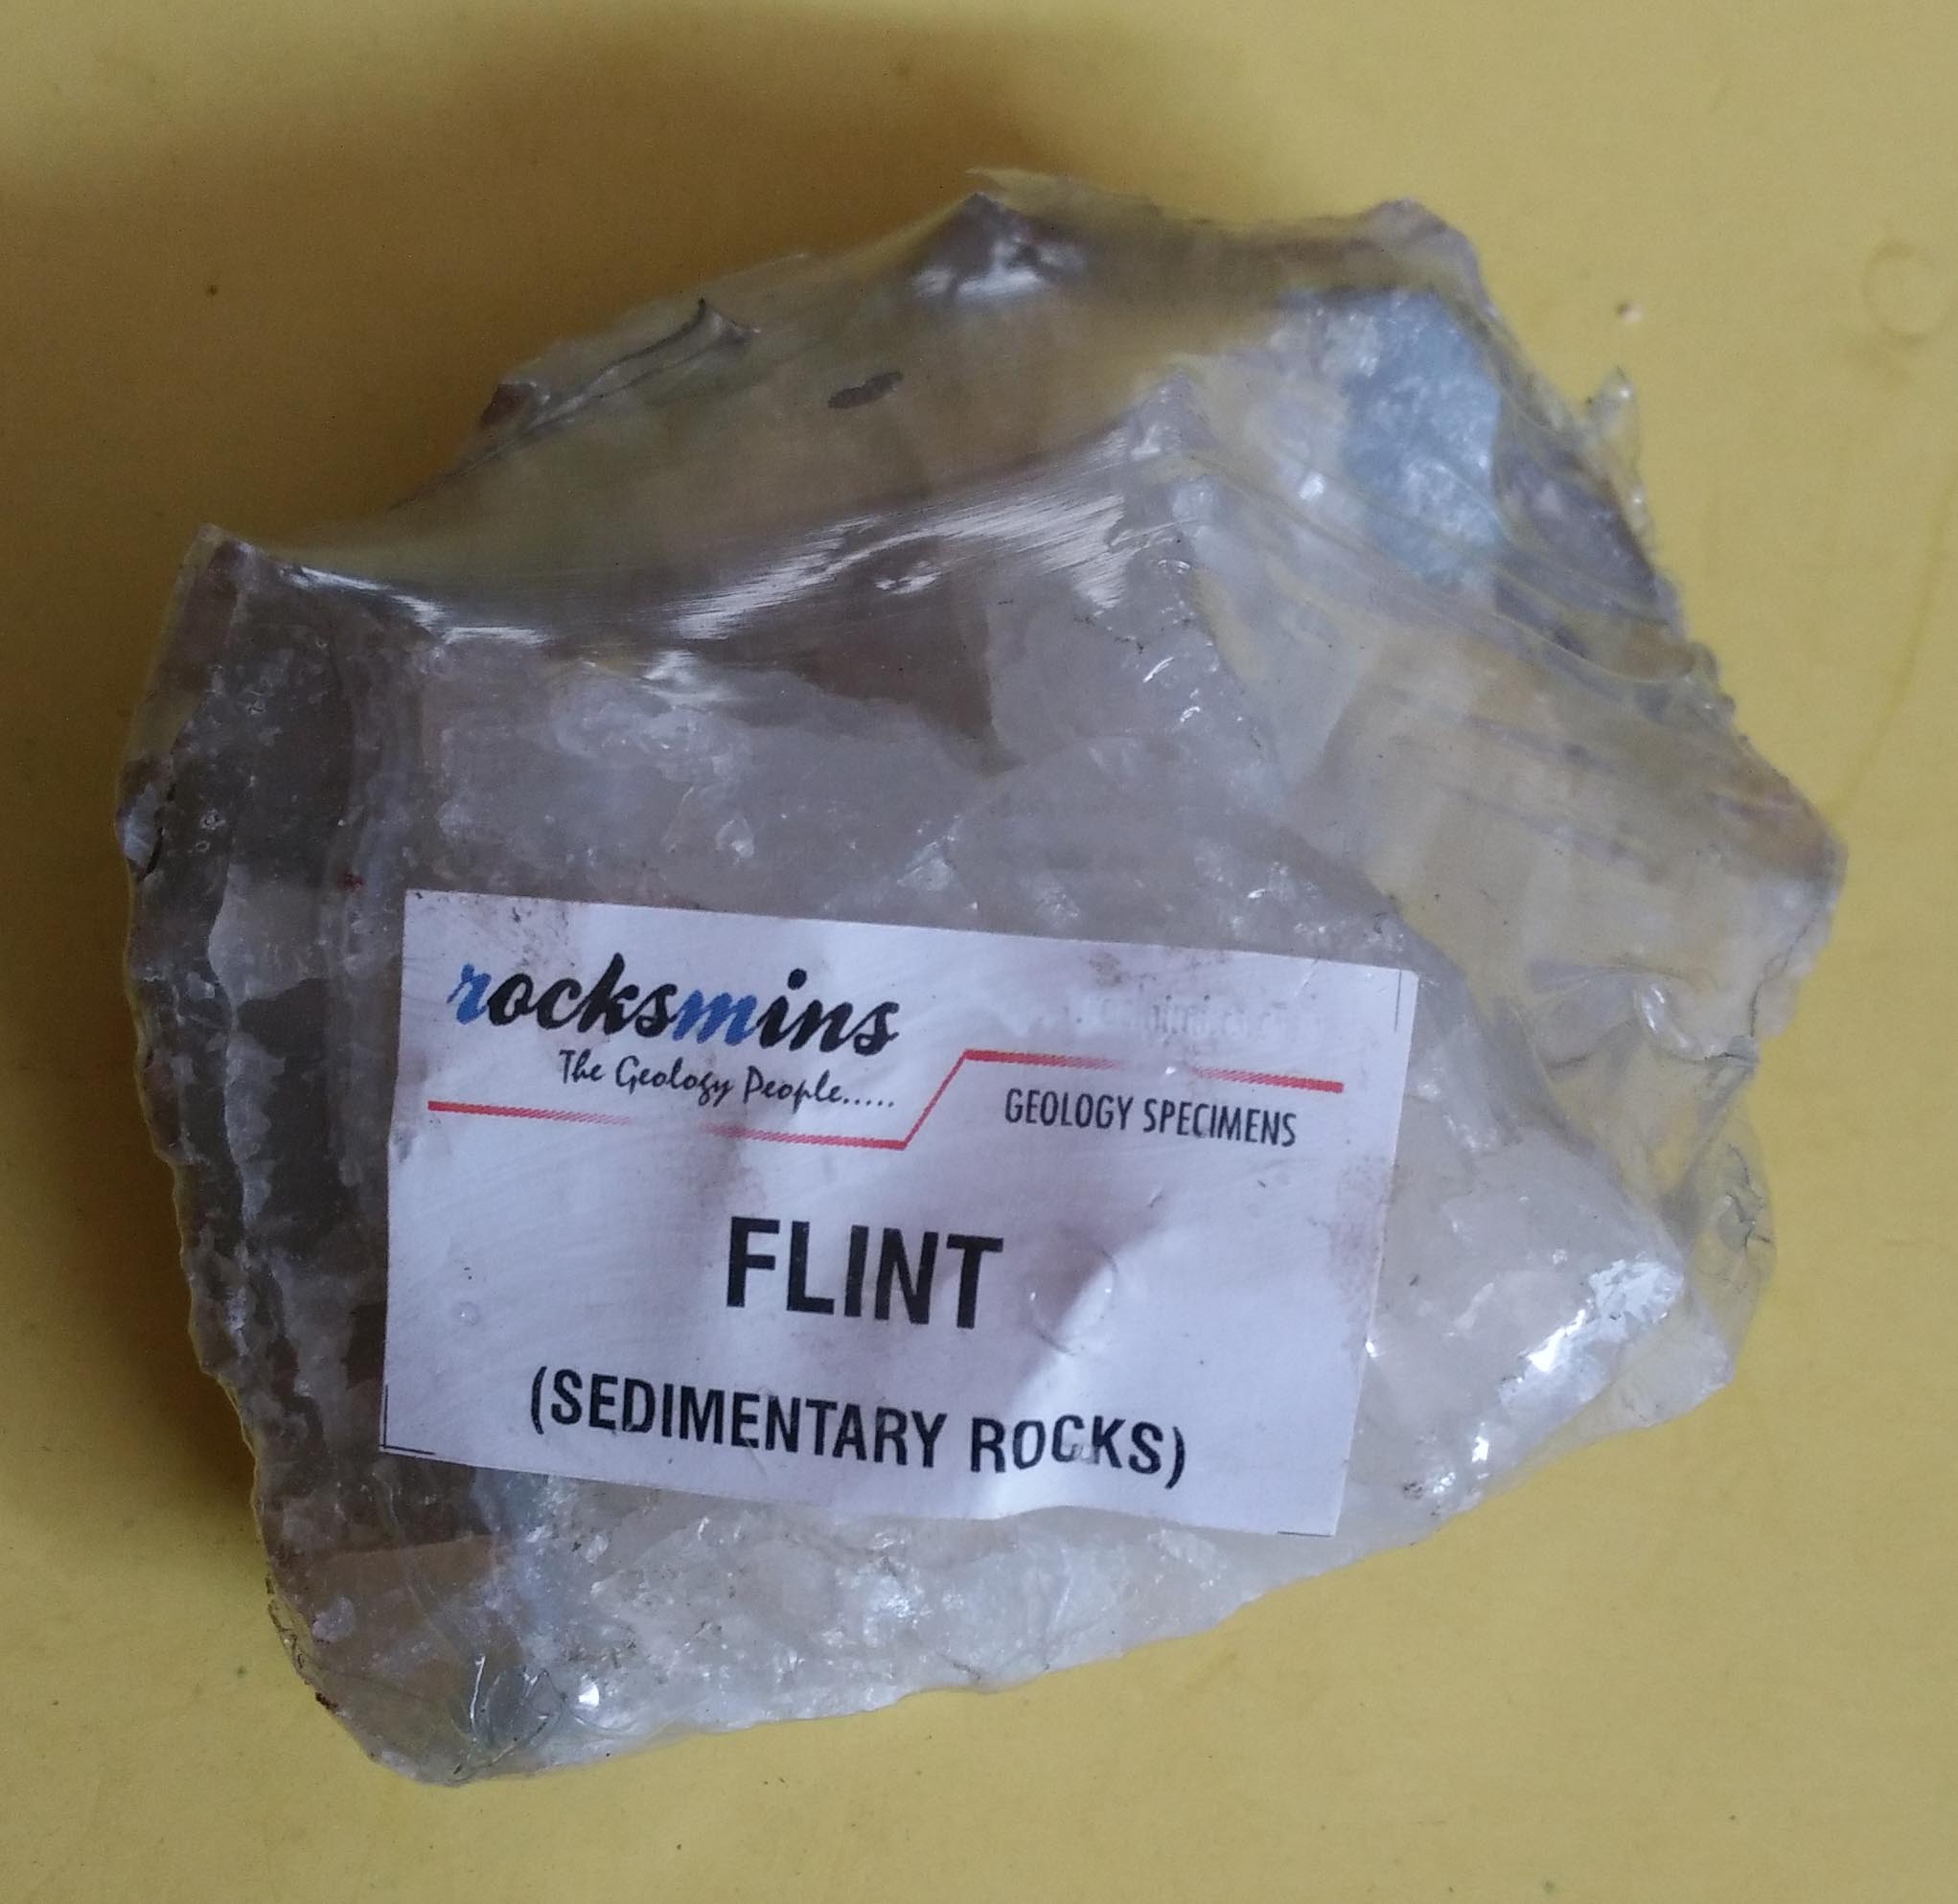 rocksmins
The Geology People.....
GEOLOGY SPECIMENS
FLINT
(SEDIMENTARY ROCKS)